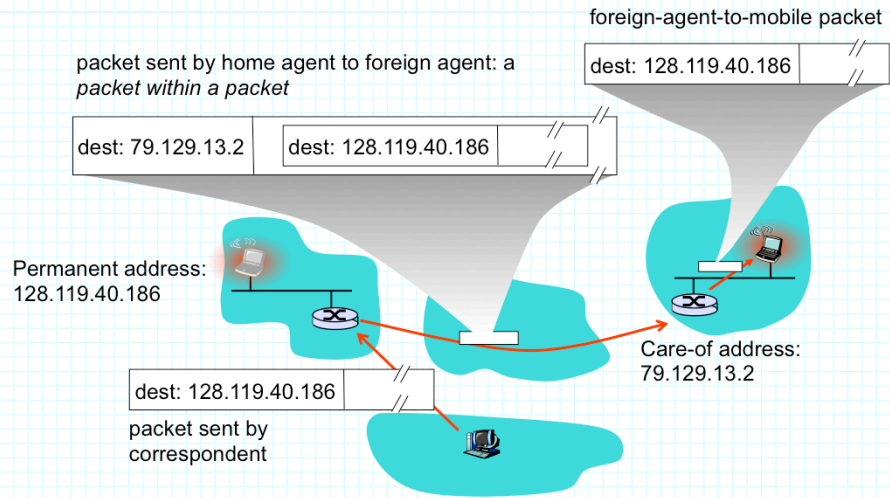 foreign-agent-to-mobile packet
dest: 128.119.40.186
packet sent by home agent to foreign agent: a
packet within a packet
dest: 79.129.13.2
dest: 128.119.40.186
Permanent address:
128.119.40.186
Care-of address:
79.129.13.2
dest: 128.119.40.186
packet sent by
correspondent